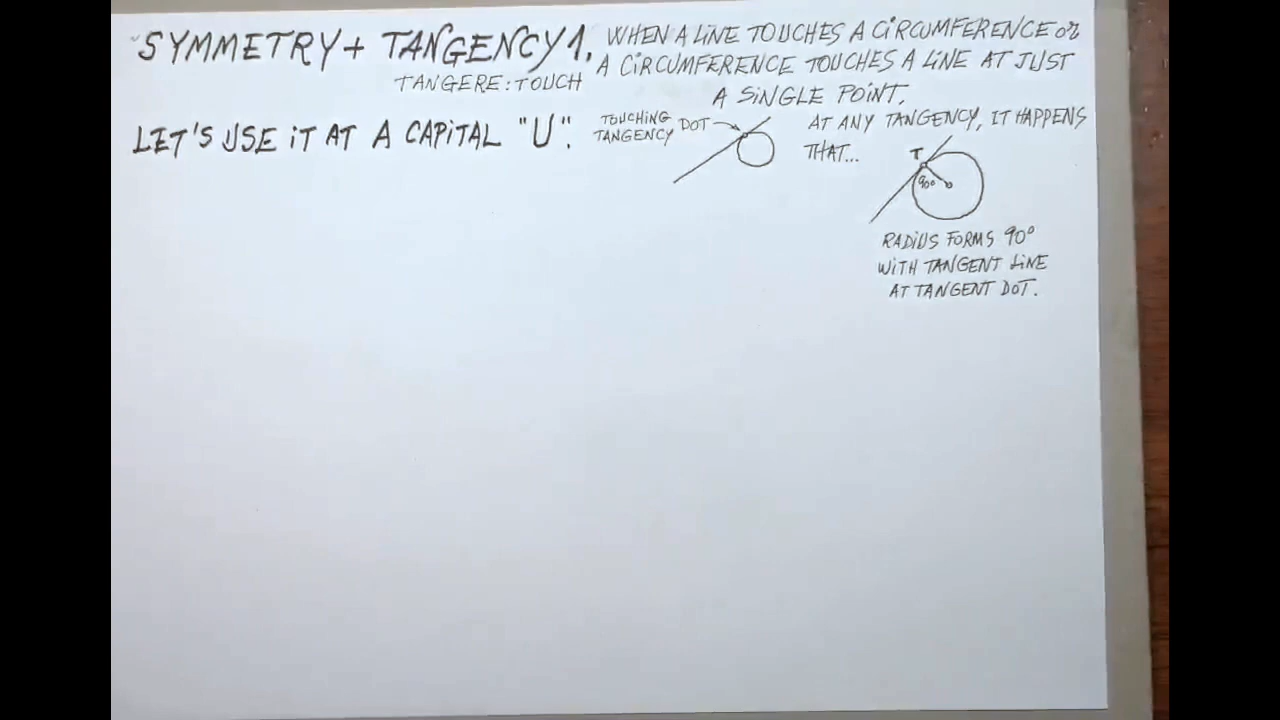 SYMMETRY + TANGENCY 1.
TANGERE: TOUCH
WHEN A LINE TOUCHES A CIRCUMFERENCE OR
A CIRCUMFERENCE TOUCHES A LINE AT JUST
A SINGLE POINT.
LET'S USE IT AT A CAPITAL "U".
TOUCHING
TANGENCY DOT
AT ANY TANGENCY, IT HAPPENS
THAT...
T
90°
RADIUS FORMS 90°
WITH TANGENT LINE
AT TANGENT DOT.